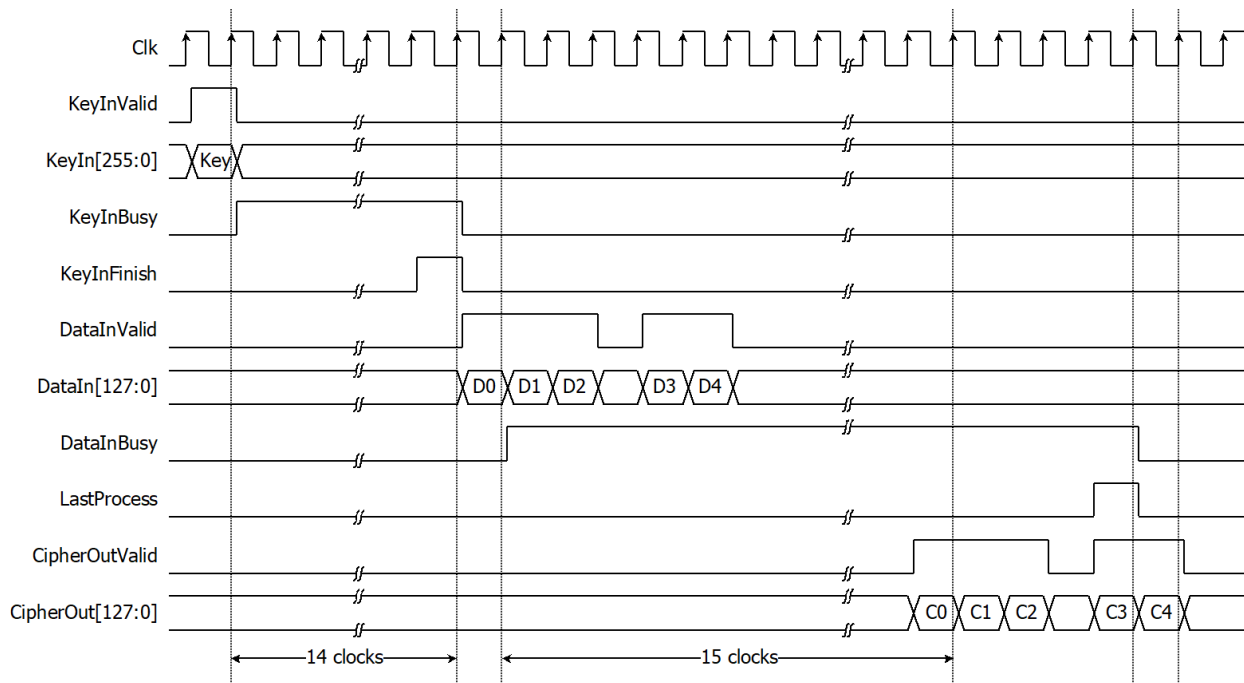 Clk
KeyInValid
KeyIn[255:0] Key
KeyInBusy
KeyInFinish
DataInValid
DataIn[127:0] D0 D1 D2 D3 D4
DataInBusy
LastProcess
CipherOutValid
CipherOut[127:0] C0 C1 C2 C3 C4
14 clocks 15 clocks